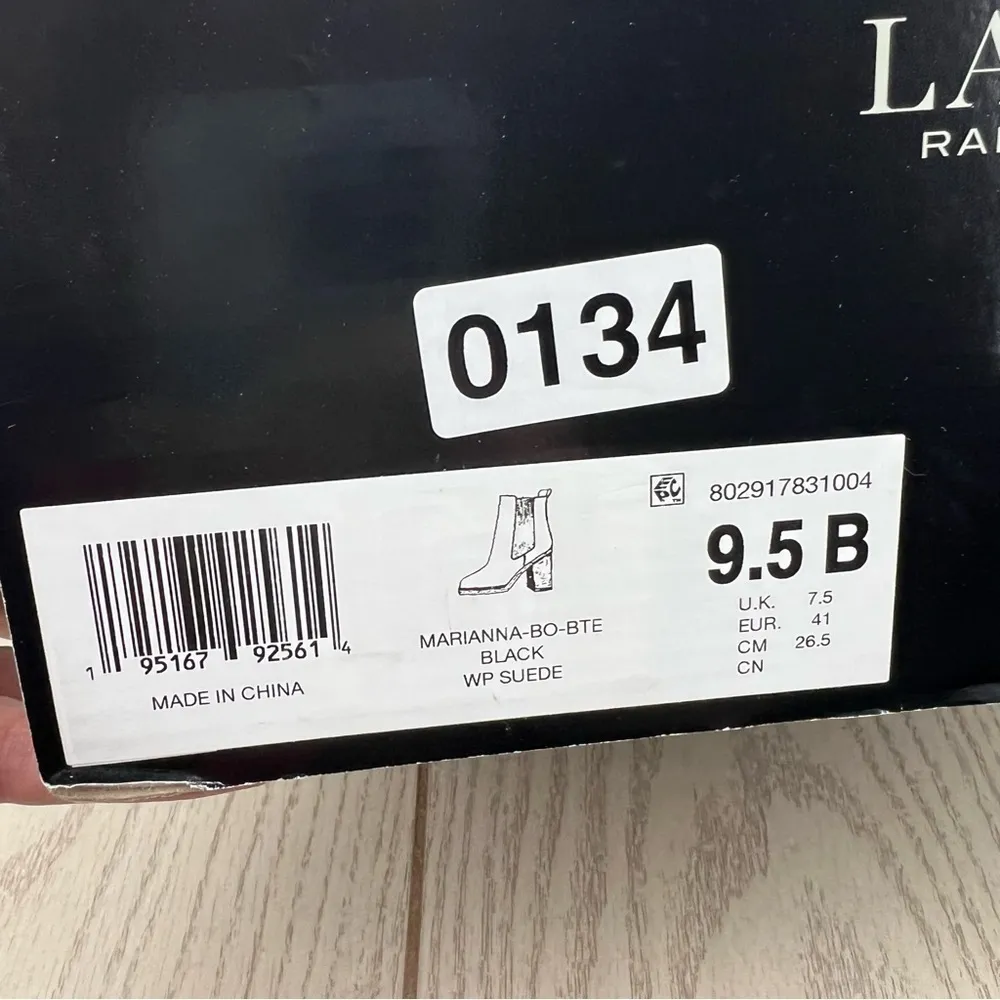 LA
RAL
0134
802917831004
9.5 B
U.K. 7.5
EUR. 41
CM 26.5
CN
MARIANNA-BO-BTE
BLACK
WP SUEDE
1 95167 92561 4
MADE IN CHINA
EPC™